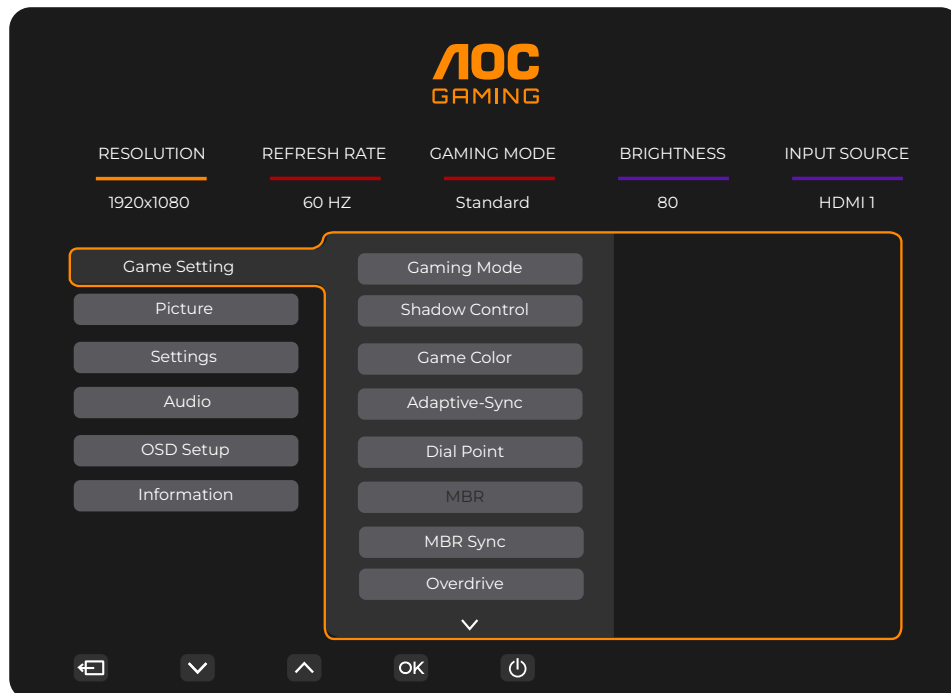 AOC
GAMING
RESOLUTION REFRESH RATE GAMING MODE BRIGHTNESS INPUT SOURCE
1920x1080 60 HZ Standard 80 HDMI 1
Game Setting
Picture
Settings
Audio
OSD Setup
Information
Gaming Mode
Shadow Control
Game Color
Adaptive-Sync
Dial Point
MBR
MBR Sync
Overdrive
OK